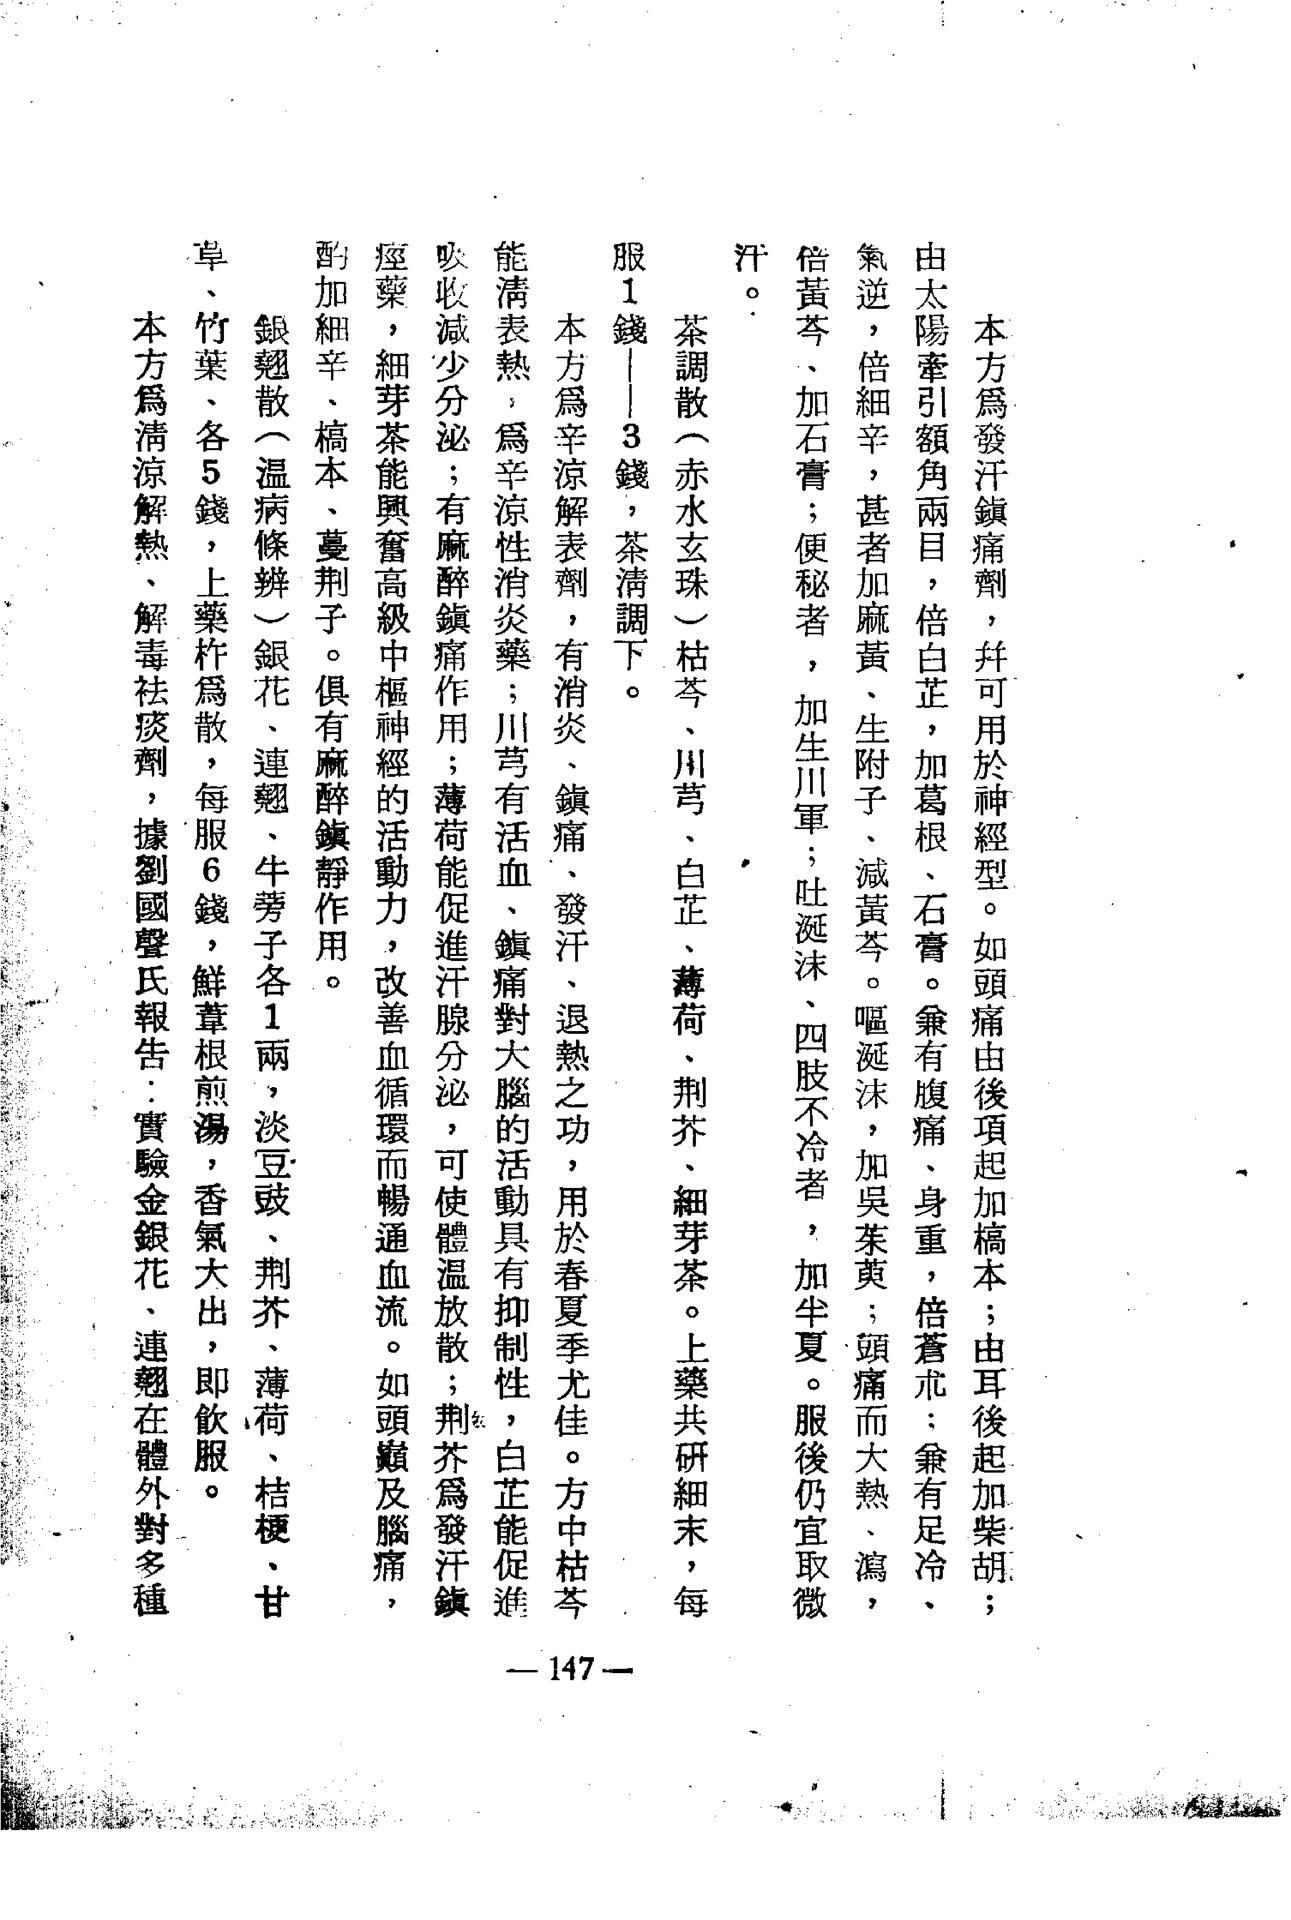 本方爲發汗鎭痛劑，幷可用於神經型。如頭痛由後項起加槁本；由耳後起加柴胡；
由太陽牽引額角兩目，倍白芷，加葛根、石膏。兼有腹痛、身重，倍蒼朮；兼有足冷、
氣逆，倍細辛，甚者加麻黃、生附子、減黃芩。嘔涎沫，加吳茱萸；頭痛而大熱、瀉，
倍黃芩、加石膏；便秘者，加生川軍；吐涎沫、四肢不冷者，加半夏。服後仍宜取微
汗。
茶調散（赤水玄珠）枯芩、川芎、白芷、薄荷、荆芥、細芽茶。上藥共研細末，每
服1錢——3錢，茶淸調下。
本方爲辛涼解表劑，有消炎、鎭痛、發汗、退熱之功，用於春夏季尤佳。方中枯芩
能淸表熱，爲辛涼性消炎藥；川芎有活血、鎭痛對大腦的活動具有抑制性，白芷能促進
吸收減少分泌；有麻醉鎭痛作用；薄荷能促進汗腺分泌，可使體温放散；荆芥爲發汗鎭
痙藥，細芽茶能興奮高級中樞神經的活動力，改善血循環而暢通血流。如頭巔及腦痛，
酌加細辛、槁本、蔓荆子。俱有麻醉鎭靜作用。
銀翹散（温病條辨）銀花、連翹、牛蒡子各1兩，淡豆豉、荆芥、薄荷、桔梗、甘
草、竹葉、各5錢，上藥杵爲散，每服6錢，鮮葦根煎湯，香氣大出，即飮服。
本方爲淸涼解熱、解毒祛痰劑，據劉國聲氏報告：實驗金銀花、連翹在體外對多種
— 147 —